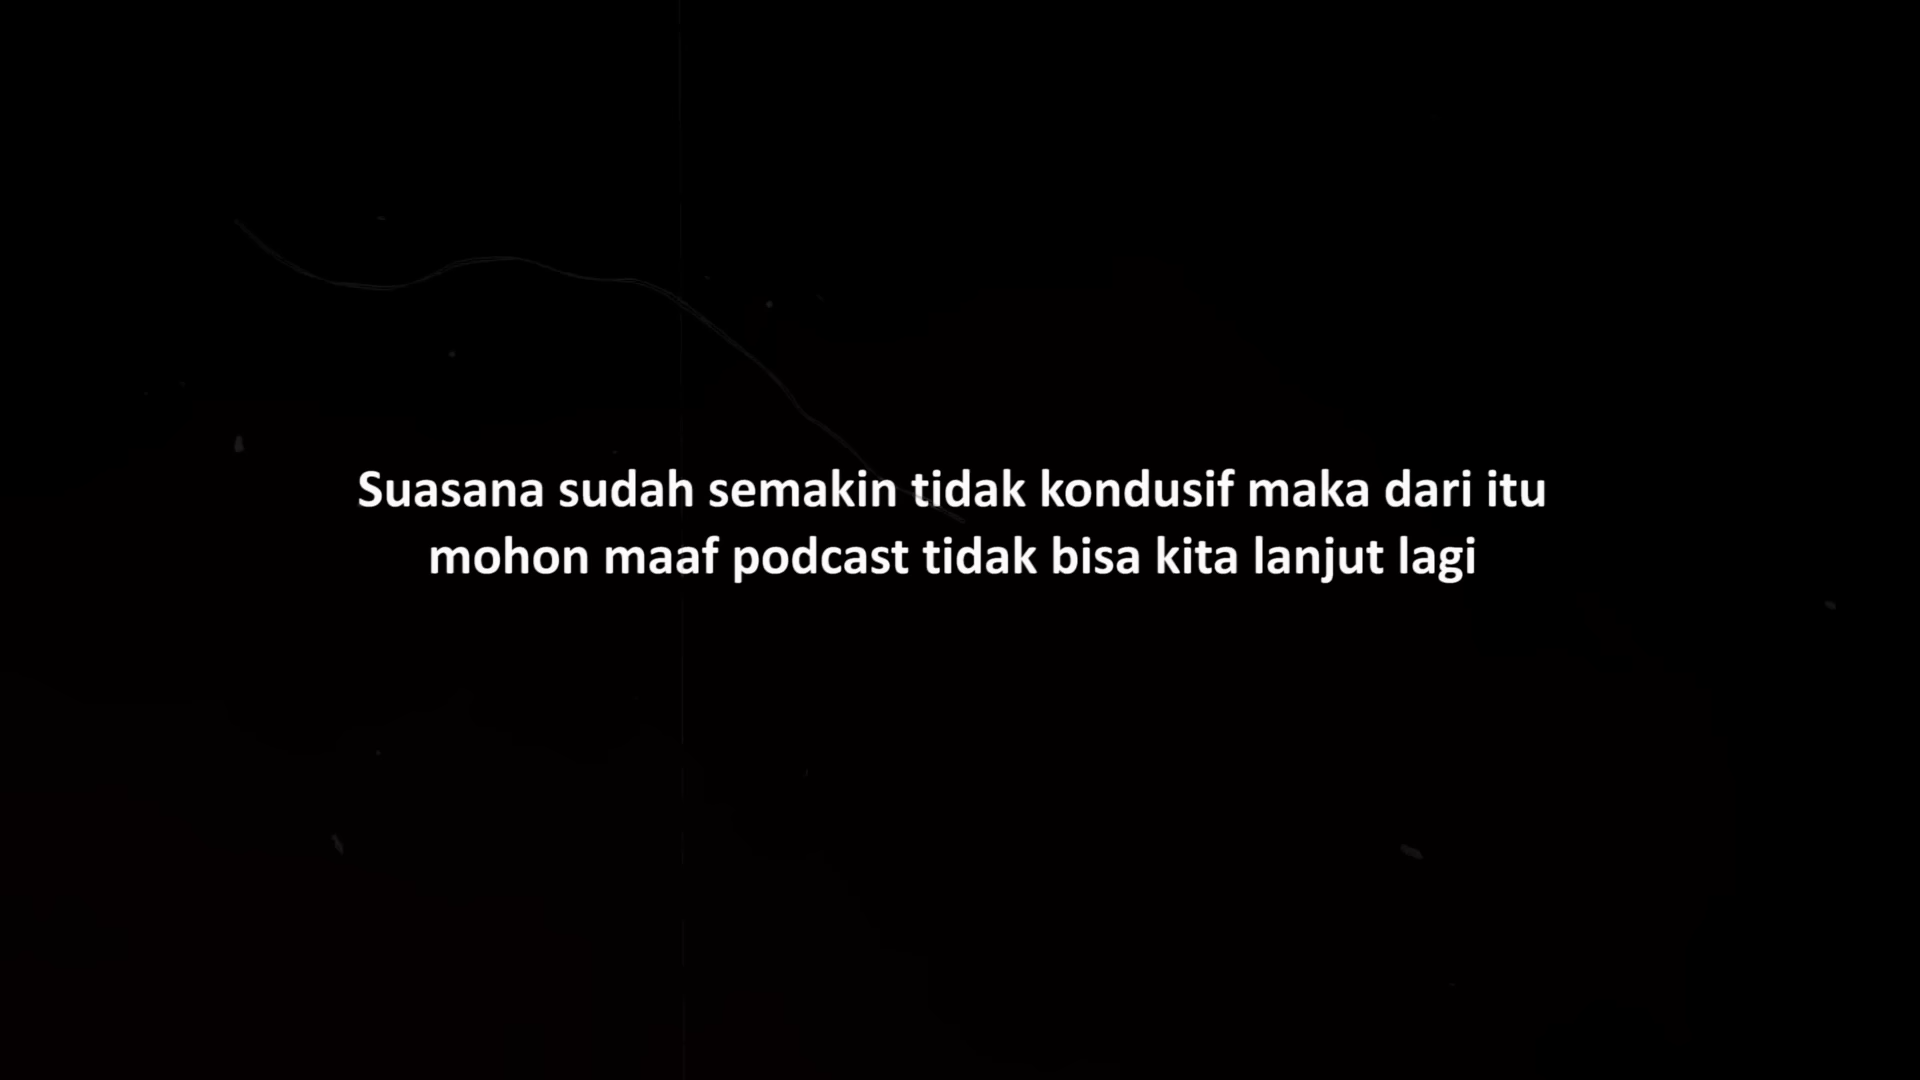 Suasana sudah semakin tidak kondusif maka dari itu
mohon maaf podcast tidak bisa kita lanjut lagi